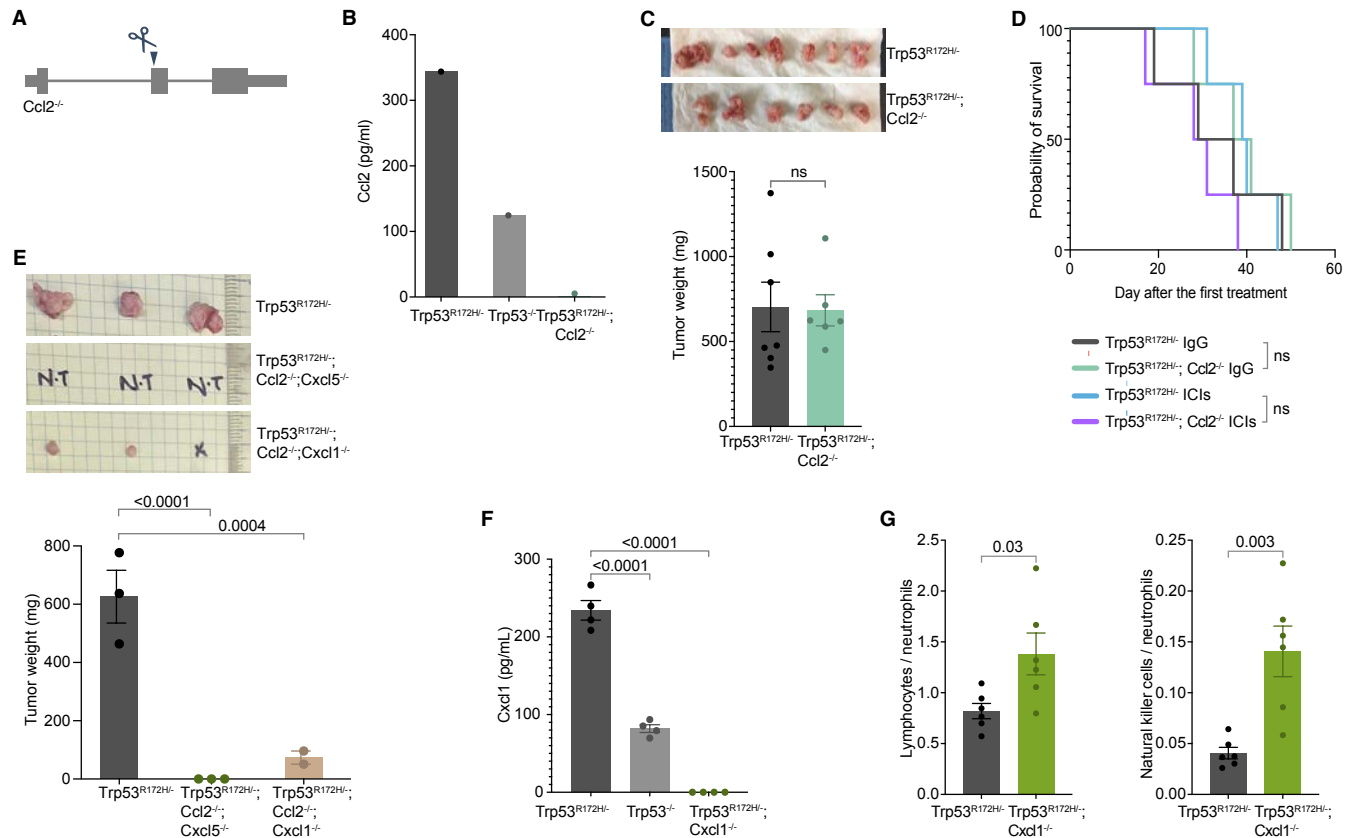 A
Ccl2-/-
B
Ccl2 (pg/ml)
400
300
200
100
0
Trp53R172H/-
Trp53-/-
Trp53R172H/-;
Ccl2-/-
C
Trp53R172H/-
Trp53R172H/-;
Ccl2-/-
Tumor weight (mg)
1500
1000
500
0
ns
Trp53R172H/-
Trp53R172H/-;
Ccl2-/-
D
Probability of survival
100
50
0
0 20 40 60
Day after the first treatment
Trp53R172H/- IgG
Trp53R172H/-; Ccl2-/- IgG
ns
Trp53R172H/- ICIs
Trp53R172H/-; Ccl2-/- ICIs
ns
E
Trp53R172H/-
N.T N.T N.T
Trp53R172H/-;
Ccl2-/-;Cxcl5-/-
x
Trp53R172H/-;
Ccl2-/-;Cxcl1-/-
<0.0001
0.0004
Tumor weight (mg)
800
600
400
200
0
Trp53R172H/-
Trp53R172H/-;
Ccl2-/-;
Cxcl5-/-
Trp53R172H/-;
Ccl2-/-;
Cxcl1-/-
F
<0.0001
<0.0001
Cxcl1 (pg/mL)
300
200
100
0
Trp53R172H/-
Trp53-/-
Trp53R172H/-;
Cxcl1-/-
G
Lymphocytes / neutrophils
2.5
2.0
1.5
1.0
0.5
0.0
0.03
Trp53R172H/-
Trp53R172H/-;
Cxcl1-/-
Natural killer cells / neutrophils
0.25
0.20
0.15
0.10
0.05
0.00
0.003
Trp53R172H/-
Trp53R172H/-;
Cxcl1-/-